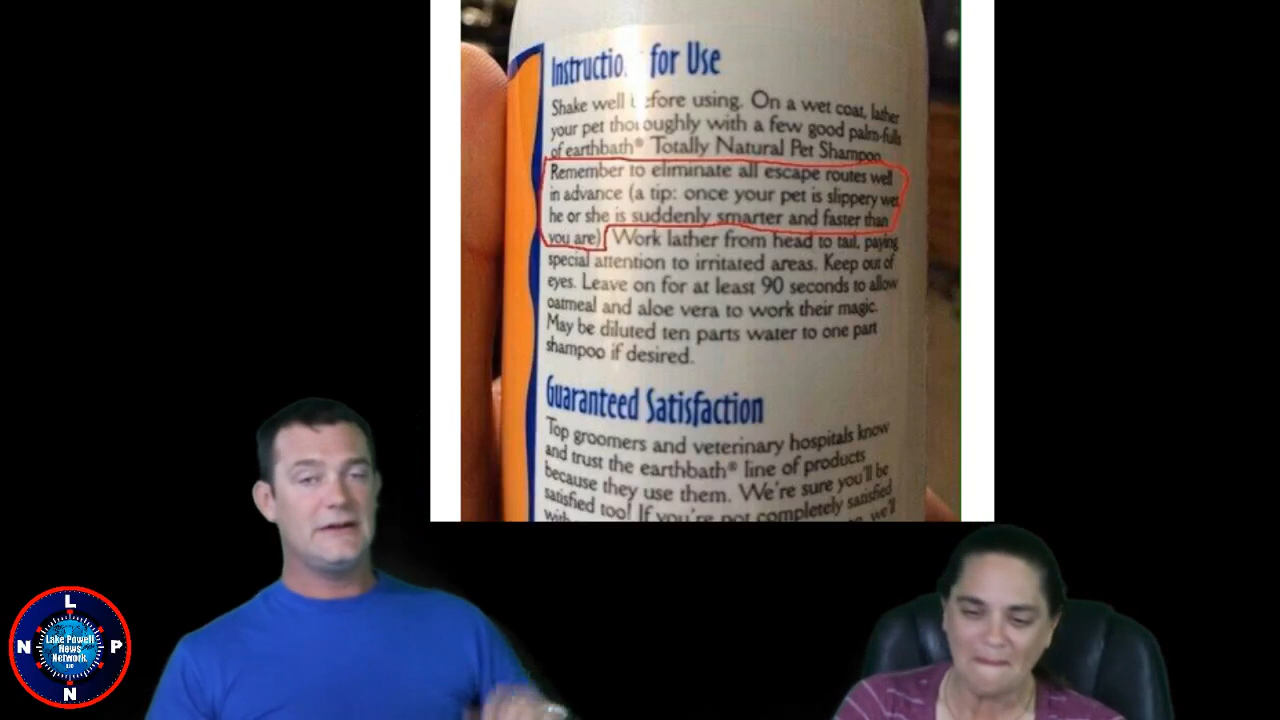 Instructio for Use
Shake well before using. On a wet coat, lather
your pet thoroughly with a few good palm-fulls
of earthbath® Totally Natural Pet Shampoo.
Remember to eliminate all escape routes well
in advance (a tip: once your pet is slippery wet
he or she is suddenly smarter and faster than
you are). Work lather from head to tail, paying
special attention to irritated areas. Keep out of
eyes. Leave on for at least 90 seconds to allow
oatmeal and aloe vera to work their magic.
May be diluted ten parts water to one part
shampoo if desired.
Guaranteed Satisfaction
Top groomers and veterinary hospitals know
and trust the earthbath® line of products
because they use them. We're sure you'll be
satisfied too! If you're not completely satisfied
we'll
L
N P
N
Lake Powell
News
Network